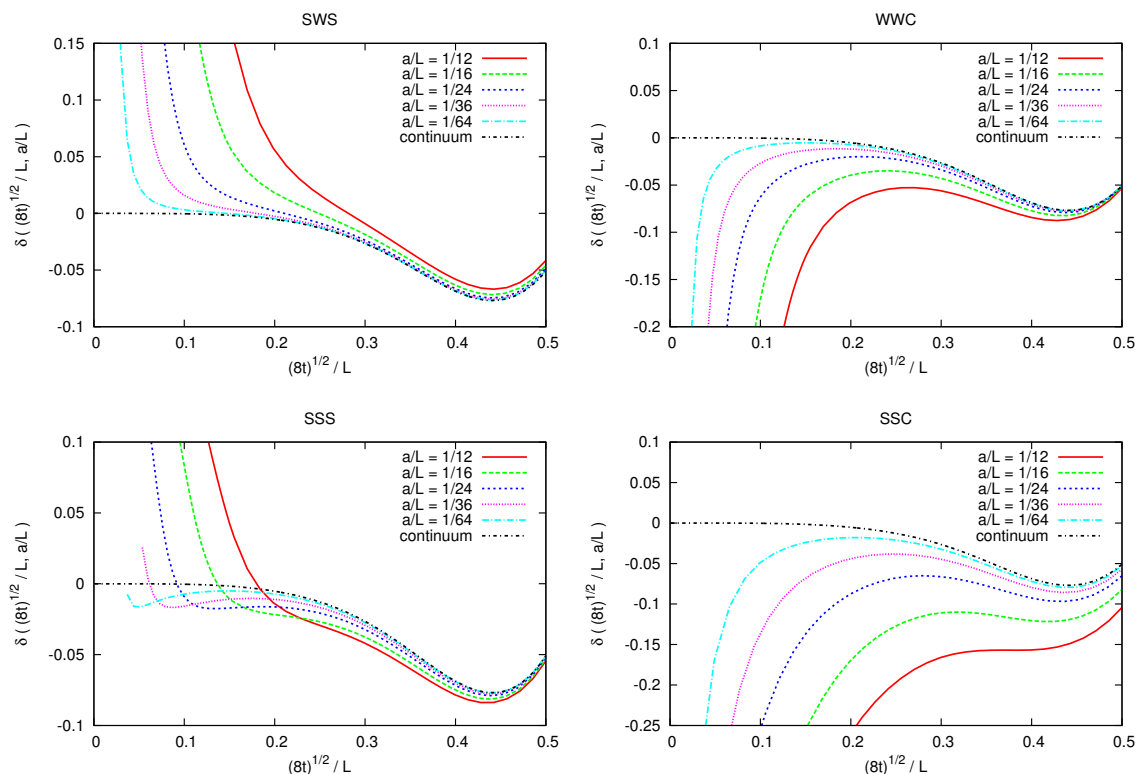 SWS
δ ( (8t)^{1/2} / L, a/L )
0.15
0.1
0.05
0
-0.05
-0.1
a/L = 1/12
a/L = 1/16
a/L = 1/24
a/L = 1/36
a/L = 1/64
continuum
0 0.1 0.2 0.3 0.4 0.5
(8t)^{1/2} / L
WWC
δ ( (8t)^{1/2} / L, a/L )
0.1
0.05
0
-0.05
-0.1
-0.15
-0.2
a/L = 1/12
a/L = 1/16
a/L = 1/24
a/L = 1/36
a/L = 1/64
continuum
0 0.1 0.2 0.3 0.4 0.5
(8t)^{1/2} / L
SSS
δ ( (8t)^{1/2} / L, a/L )
0.1
0.05
0
-0.05
-0.1
a/L = 1/12
a/L = 1/16
a/L = 1/24
a/L = 1/36
a/L = 1/64
continuum
0 0.1 0.2 0.3 0.4 0.5
(8t)^{1/2} / L
SSC
δ ( (8t)^{1/2} / L, a/L )
0.1
0.05
0
-0.05
-0.1
-0.15
-0.2
-0.25
a/L = 1/12
a/L = 1/16
a/L = 1/24
a/L = 1/36
a/L = 1/64
continuum
0 0.1 0.2 0.3 0.4 0.5
(8t)^{1/2} / L